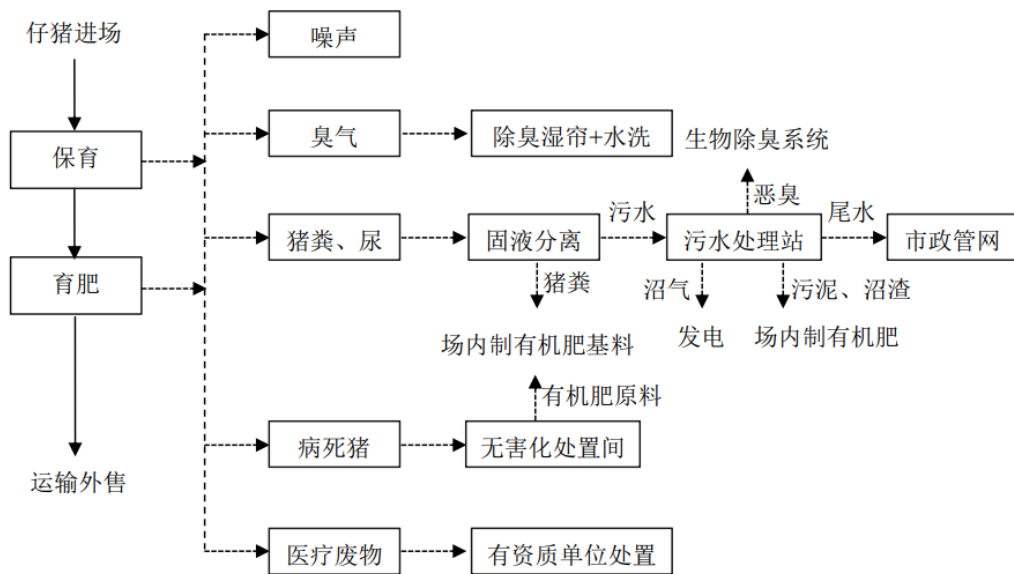 仔猪进场
噪声
保育
臭气
除臭湿帘+水洗
生物除臭系统
恶臭
猪粪、尿
固液分离
污水
污水处理站
尾水
市政管网
育肥
猪粪
沼气
污泥、沼渣
场内制有机肥基料
发电
场内制有机肥
有机肥原料
病死猪
无害化处置间
运输外售
医疗废物
有资质单位处置